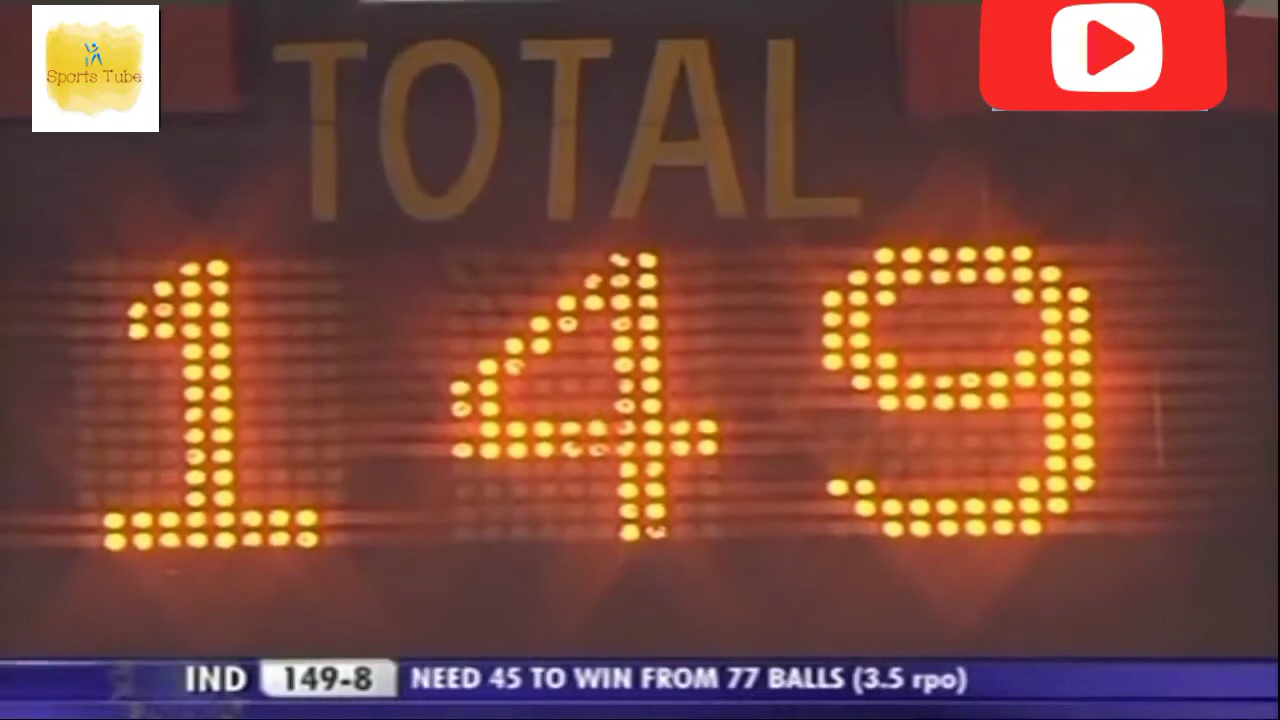 Sports Tube
TOTAL
149
IND 149-8 NEED 45 TO WIN FROM 77 BALLS (3.5 rpo)